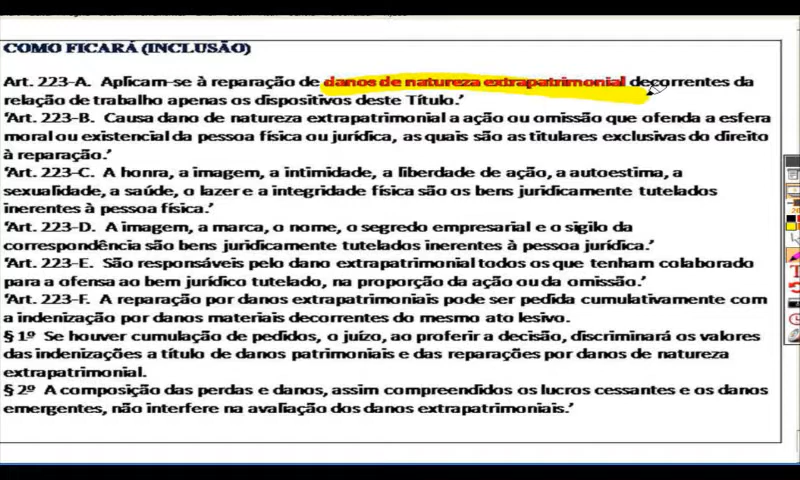 COMO FICARÁ (INCLUSÃO)
Art. 223-A. Aplicam-se à reparação de danos de natureza extrapatrimonial decorrentes da
relação de trabalho apenas os dispositivos deste Título.’
‘Art. 223-B. Causa dano de natureza extrapatrimonial a ação ou omissão que ofenda a esfera
moral ou existencial da pessoa física ou jurídica, as quais são as titulares exclusivas do direito
à reparação.’
‘Art. 223-C. A honra, a imagem, a intimidade, a liberdade de ação, a autoestima, a
sexualidade, a saúde, o lazer e a integridade física são os bens juridicamente tutelados
inerentes à pessoa física.’
‘Art. 223-D. A imagem, a marca, o nome, o segredo empresarial e o sigilo da
correspondência são bens juridicamente tutelados inerentes à pessoa jurídica.’
‘Art. 223-E. São responsáveis pelo dano extrapatrimonial todos os que tenham colaborado
para a ofensa ao bem jurídico tutelado, na proporção da ação ou da omissão.’
‘Art. 223-F. A reparação por danos extrapatrimoniais pode ser pedida cumulativamente com
a indenização por danos materiais decorrentes do mesmo ato lesivo.
§ 1º Se houver cumulação de pedidos, o juízo, ao proferir a decisão, discriminará os valores
das indenizações a título de danos patrimoniais e das reparações por danos de natureza
extrapatrimonial.
§ 2º A composição das perdas e danos, assim compreendidos os lucros cessantes e os danos
emergentes, não interfere na avaliação dos danos extrapatrimoniais.’